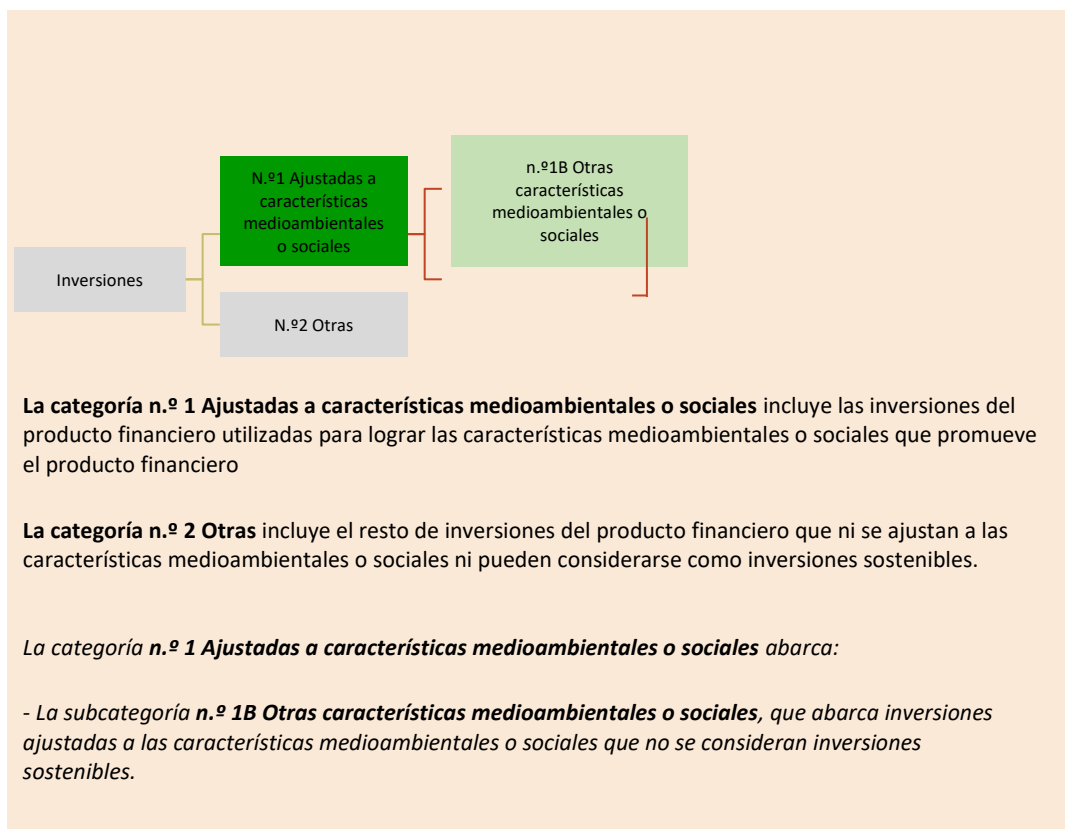 Inversiones
N.º1 Ajustadas a
características
medioambientales
o sociales
N.º2 Otras
n.º1B Otras
características
medioambientales o
sociales
La categoría n.º 1 Ajustadas a características medioambientales o sociales incluye las inversiones del
producto financiero utilizadas para lograr las características medioambientales o sociales que promueve
el producto financiero
La categoría n.º 2 Otras incluye el resto de inversiones del producto financiero que ni se ajustan a las
características medioambientales o sociales ni pueden considerarse como inversiones sostenibles.
La categoría n.º 1 Ajustadas a características medioambientales o sociales abarca:
- La subcategoría n.º 1B Otras características medioambientales o sociales, que abarca inversiones
ajustadas a las características medioambientales o sociales que no se consideran inversiones
sostenibles.